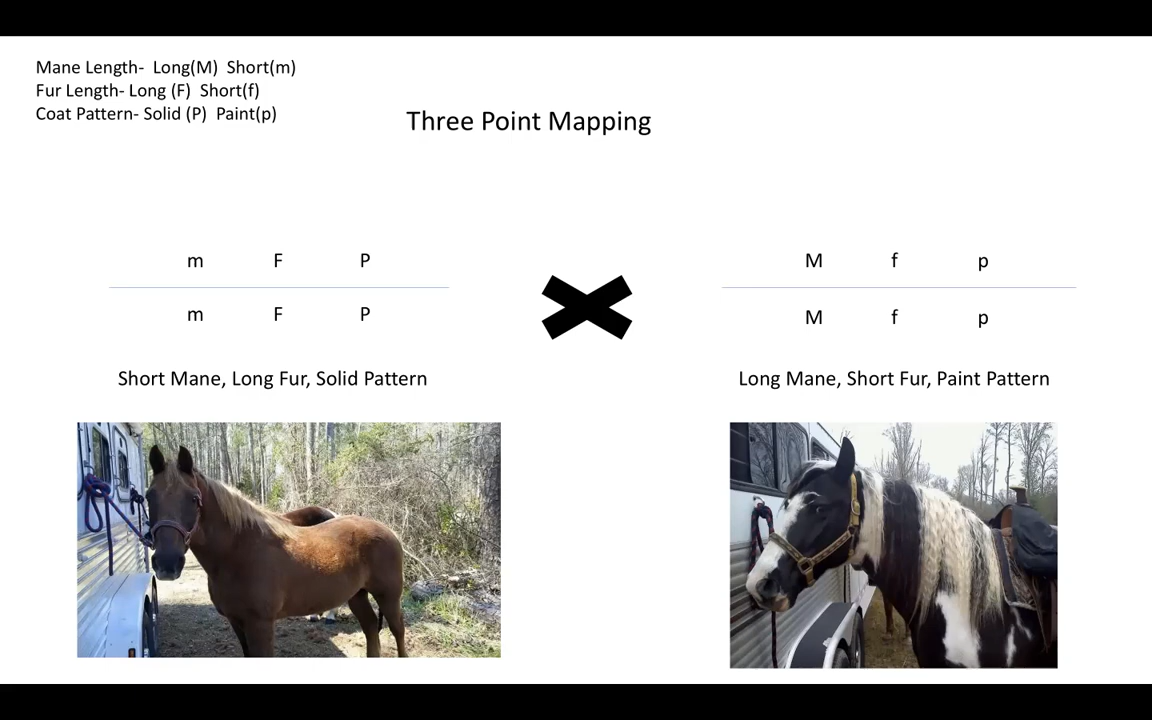 Mane Length-  Long(M)  Short(m)
Fur Length- Long (F)  Short(f)
Coat Pattern- Solid (P)  Paint(p)
Three Point Mapping
m F P
m F P
M f p
M f p
Short Mane, Long Fur, Solid Pattern
Long Mane, Short Fur, Paint Pattern